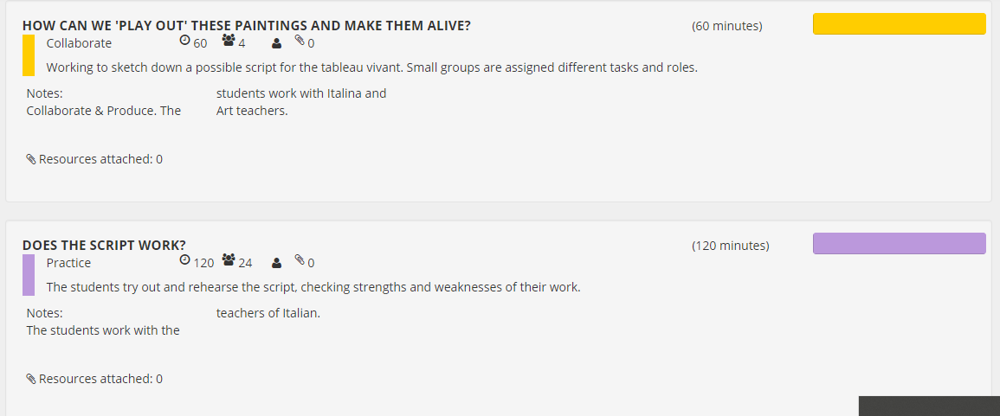 HOW CAN WE 'PLAY OUT' THESE PAINTINGS AND MAKE THEM ALIVE? (60 minutes)
Collaborate 60 4 0
Working to sketch down a possible script for the tableau vivant. Small groups are assigned different tasks and roles.
Notes:
Collaborate & Produce. The
students work with Italina and
Art teachers.
Resources attached: 0
DOES THE SCRIPT WORK? (120 minutes)
Practice 120 24 0
The students try out and rehearse the script, checking strengths and weaknesses of their work.
Notes:
The students work with the
teachers of Italian.
Resources attached: 0